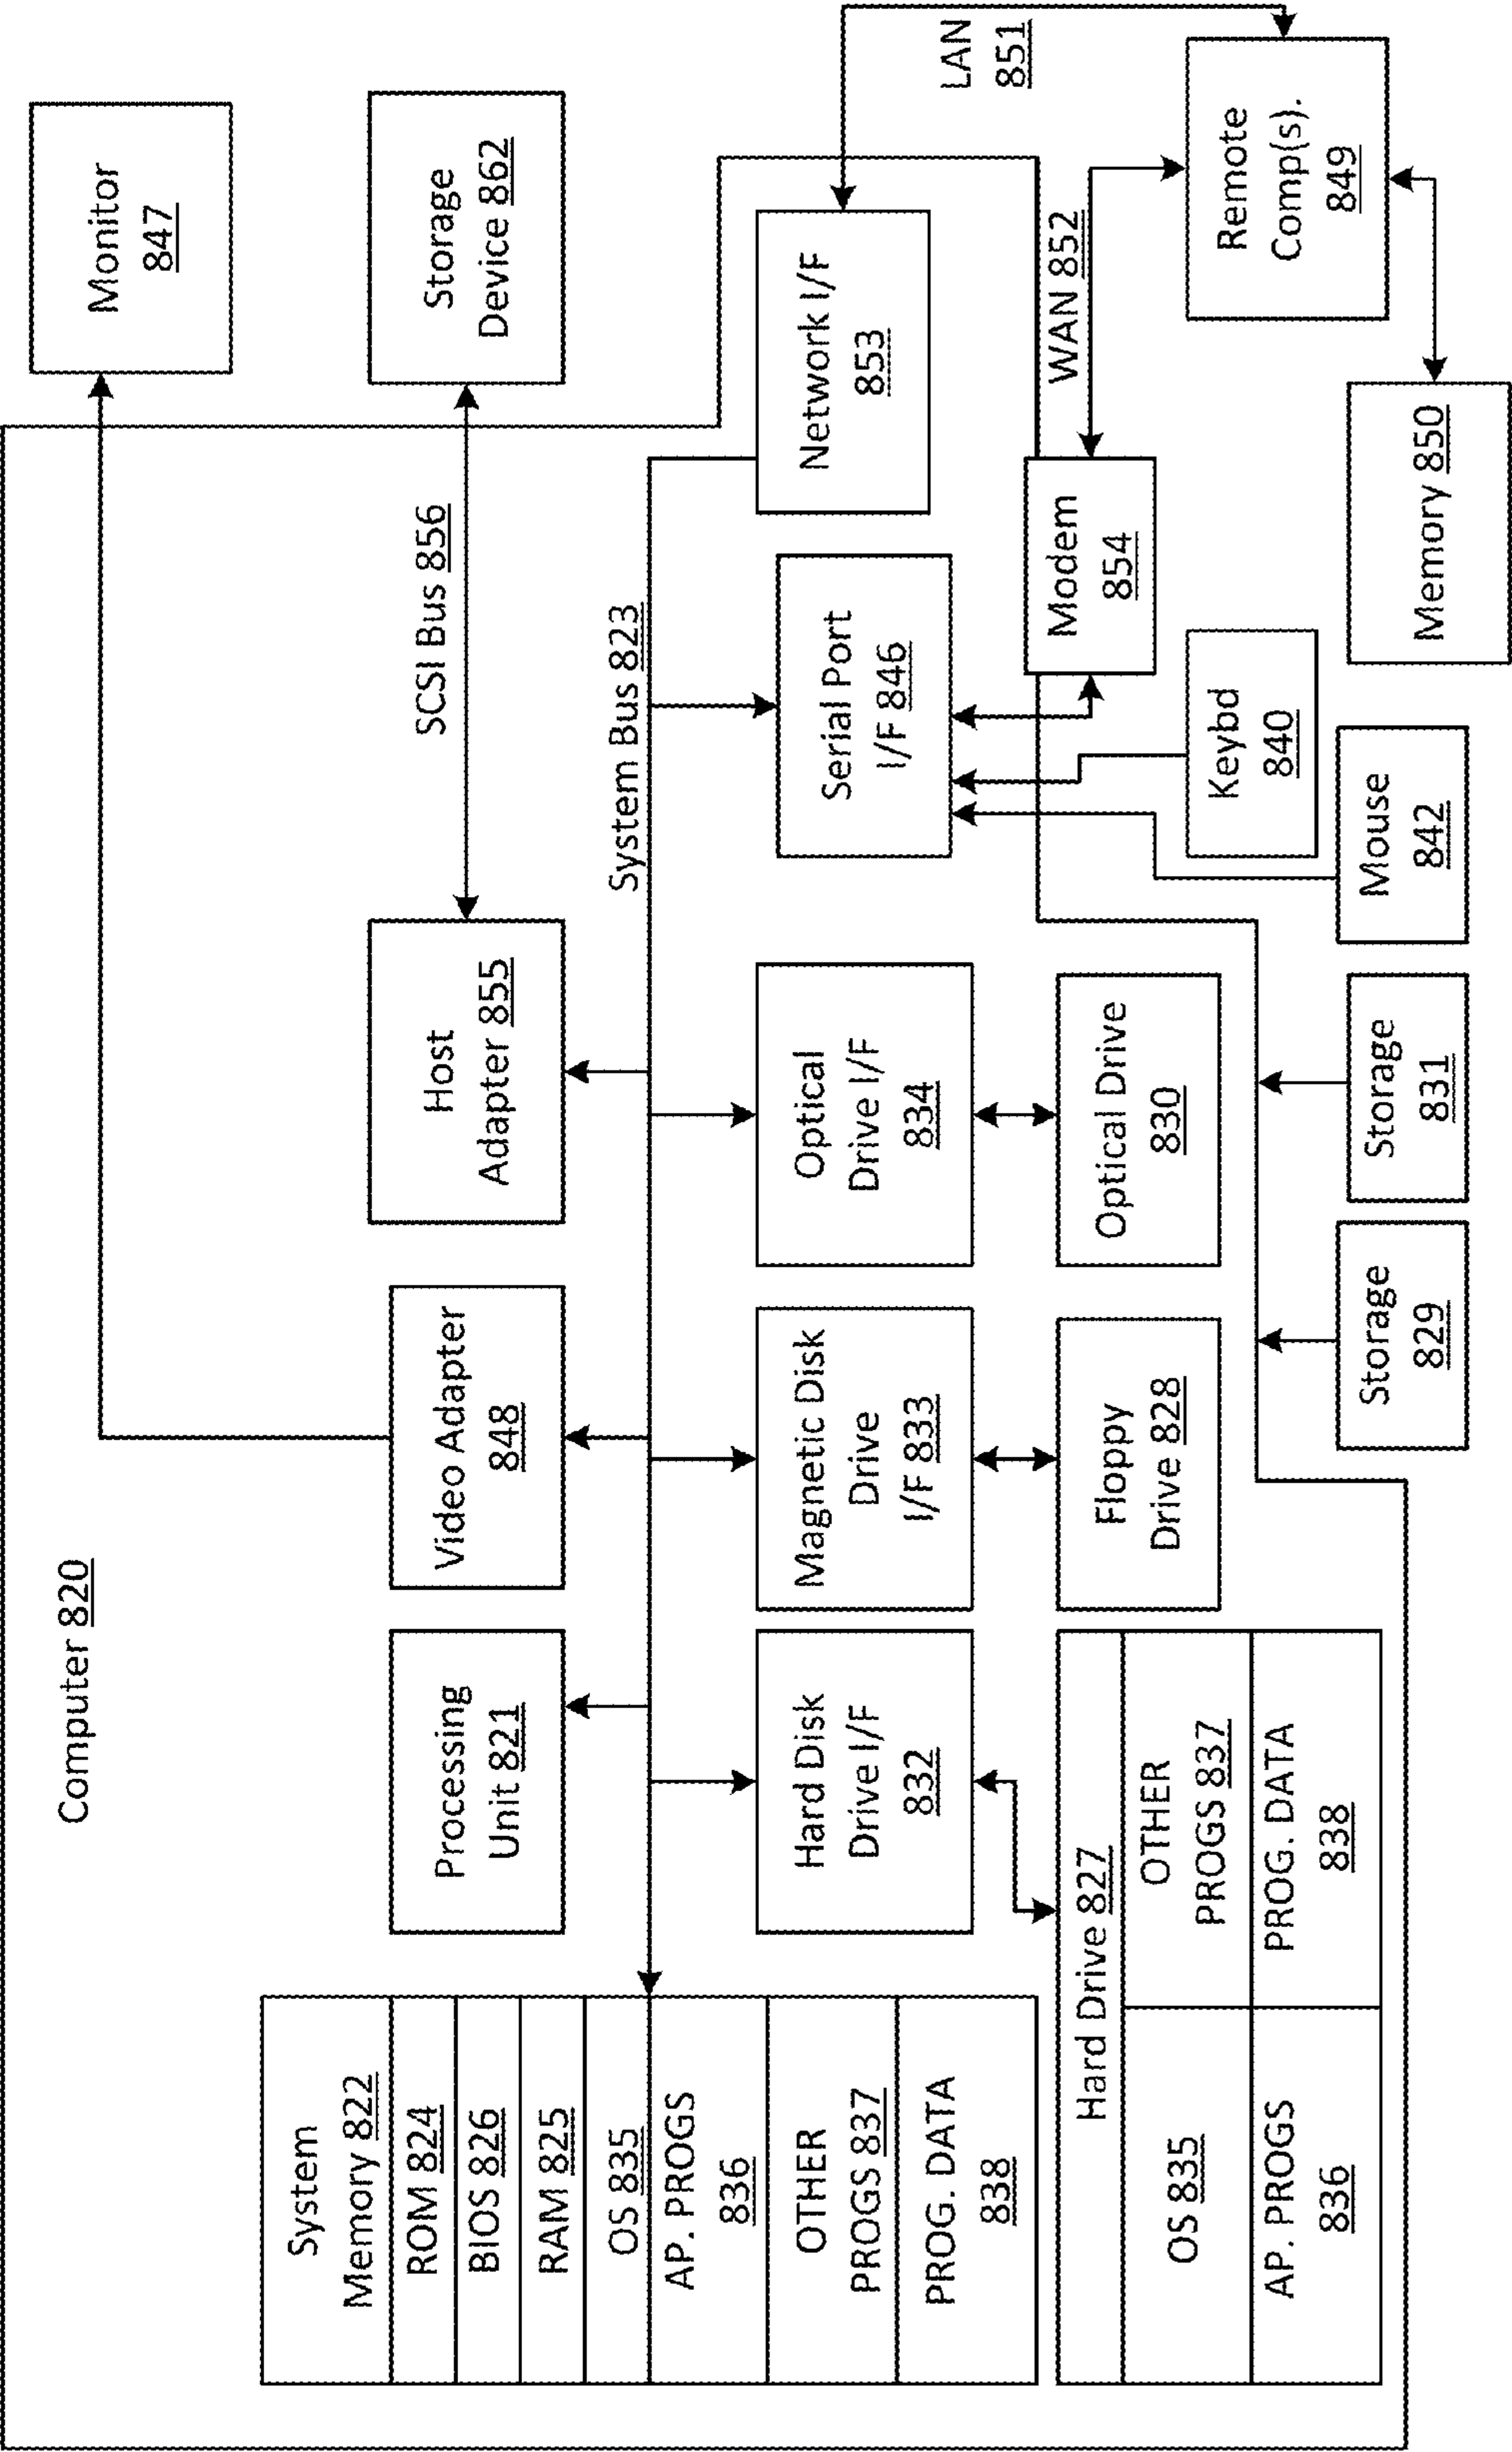 Computer 820
Monitor
847
System
Memory 822
ROM 824
BIOS 826
RAM 825
OS 835
AP. PROGS
836
OTHER
PROGS 837
PROG. DATA
838
Processing
Unit 821
Video Adapter
848
Host
Adapter 855
SCSI Bus 856
Storage
Device 862
System Bus 823
Hard Disk
Drive I/F
832
Magnetic Disk
Drive
I/F 833
Optical
Drive I/F
834
Serial Port
I/F 846
Network I/F
853
LAN
851
Hard Drive 827
OS 835
OTHER
PROGS 837
AP. PROGS
836
PROG. DATA
838
Floppy
Drive 828
Optical Drive
830
Modem
854
WAN 852
Remote
Comp(s).
849
Keybd
840
Storage
829
Storage
831
Mouse
842
Memory 850